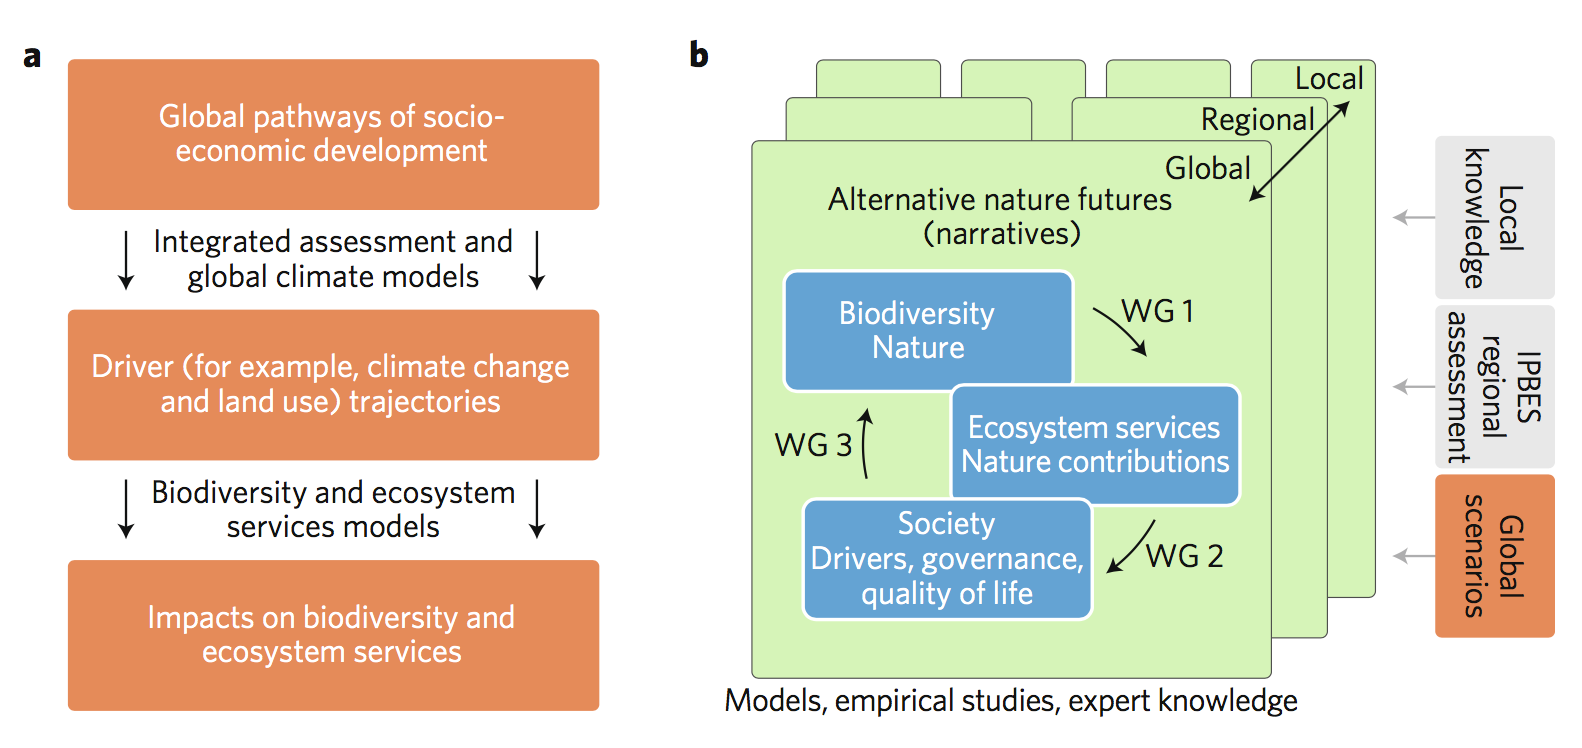 a
Global pathways of socio-
economic development
Integrated assessment and
global climate models
Driver (for example, climate change
and land use) trajectories
Biodiversity and ecosystem
services models
Impacts on biodiversity and
ecosystem services
b
Local
Regional
Global
Alternative nature futures
(narratives)
Biodiversity
Nature
WG 1
Ecosystem services
Nature contributions
WG 3
Society
Drivers, governance,
quality of life
WG 2
Models, empirical studies, expert knowledge
Local
knowledge
IPBES
regional
assessment
Global
scenarios